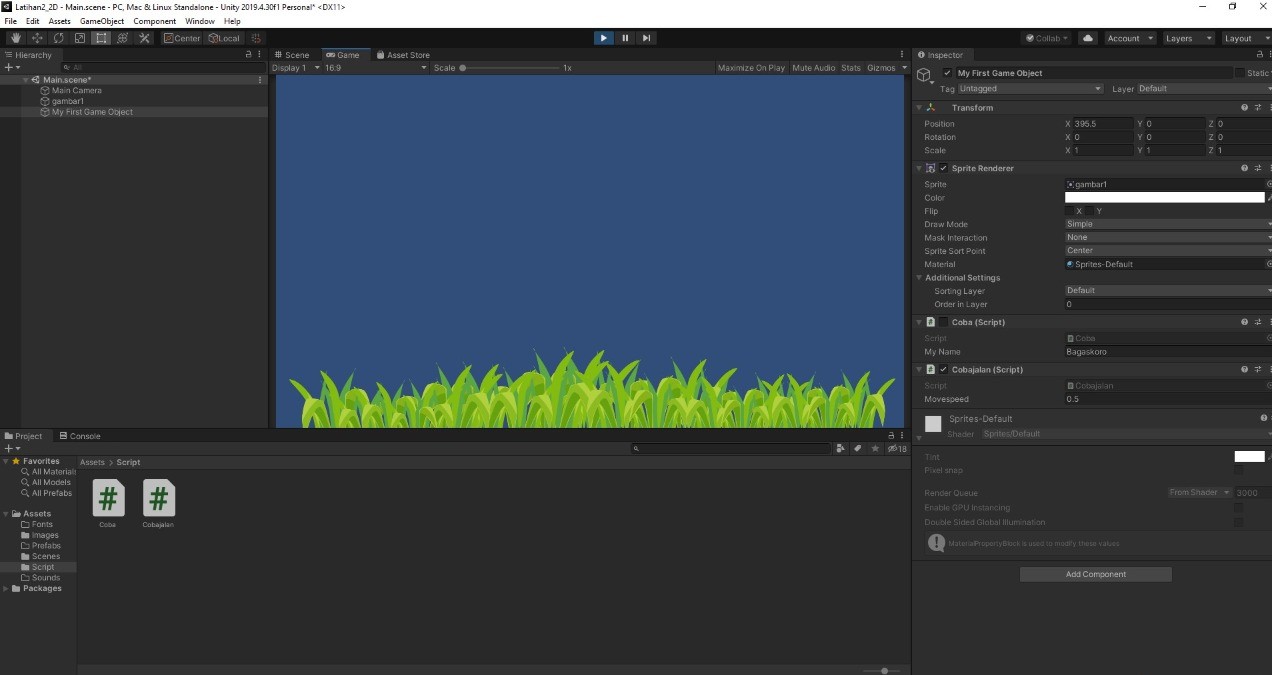 Latihan2_2D - Main.scene - PC, Mac & Linux Standalone - Unity 2019.4.30f1 Personal* <DX11>
File Edit Assets GameObject Component Window Help
Center Local Collab Account Layers Layout
Hierarchy
All
Main.scene*
Main Camera
gambar1
My First Game Object
Scene Game Asset Store
Display 1 16:9 Scale 1x Maximize On Play Mute Audio Stats Gizmos
Inspector
My First Game Object Static
Tag Untagged Layer Default
Transform
Position X 395.5 Y 0 Z 0
Rotation X 0 Y 0 Z 0
Scale X 1 Y 1 Z 1
Sprite Renderer
Sprite gambar1
Color
Flip X Y
Draw Mode Simple
Mask Interaction None
Sprite Sort Point Center
Material Sprites-Default
Additional Settings
Sorting Layer Default
Order in Layer 0
# Coba (Script)
Script Coba
My Name Bagaskoro
# Cobajalan (Script)
Script Cobajalan
Movespeed 0.5
Sprites-Default
Shader Sprites/Default
Tint
Pixel snap
Render Queue From Shader 3000
Enable GPU Instancing
Double Sided Global Illumination
MaterialPropertyBlock is used to modify these values
Add Component
Project Console
18
Favorites
All Materials
All Models
All Prefabs
Assets
Fonts
Images
Prefabs
Scenes
Script
Sounds
Packages
Assets > Script
# #
Coba Cobajalan